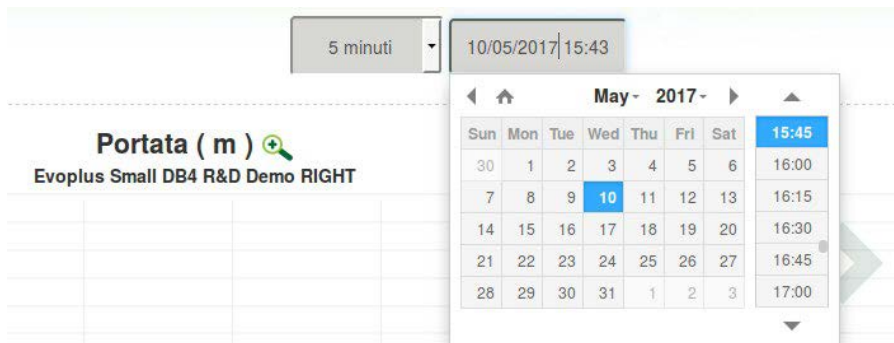 5 minuti 10/05/2017 15:43
May 2017
Portata ( m )
Evoplus Small DB4 R&D Demo RIGHT
Sun Mon Tue Wed Thu Fri Sat
30 1 2 3 4 5 6
7 8 9 10 11 12 13
14 15 16 17 18 19 20
21 22 23 24 25 26 27
28 29 30 31 1 2 3
15:45
16:00
16:15
16:30
16:45
17:00